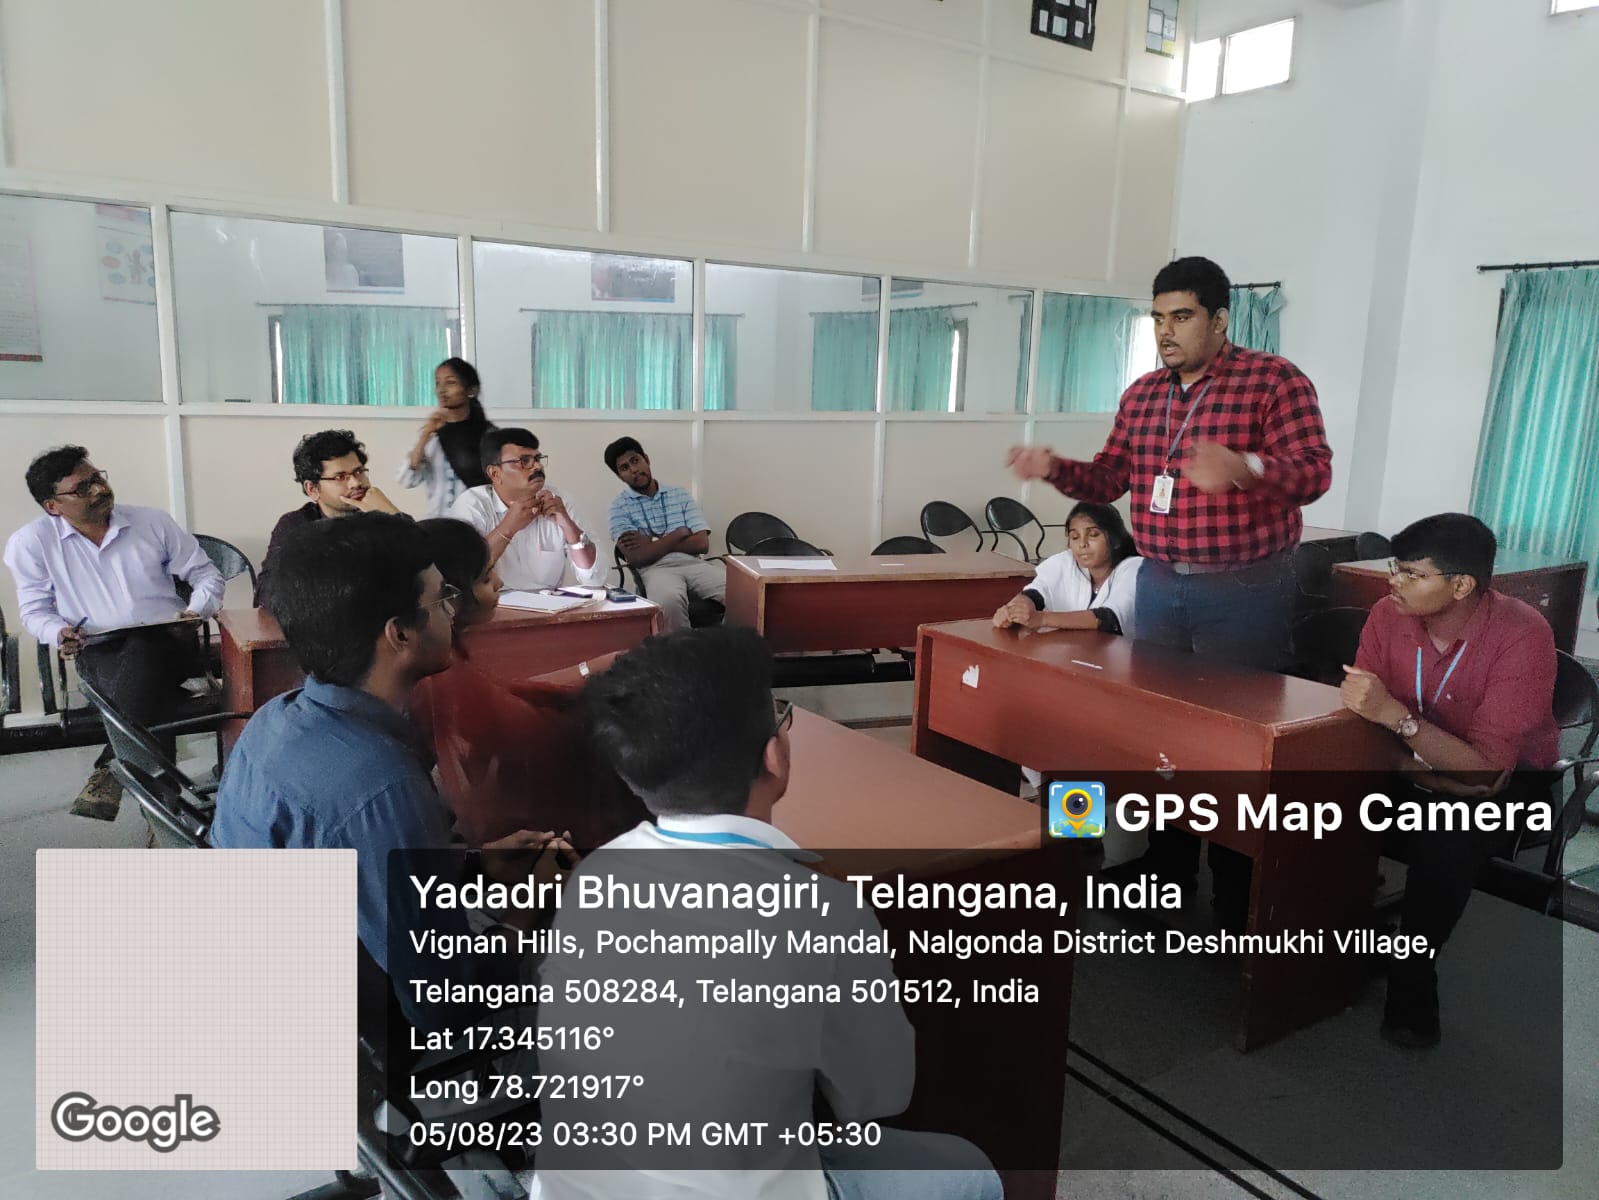 GPS Map Camera
Yadadri Bhuvanagiri, Telangana, India
Vignan Hills, Pochampally Mandal, Nalgonda District Deshmukhi Village,
Telangana 508284, Telangana 501512, India
Lat 17.345116°
Long 78.721917°
05/08/23 03:30 PM GMT +05:30
Google